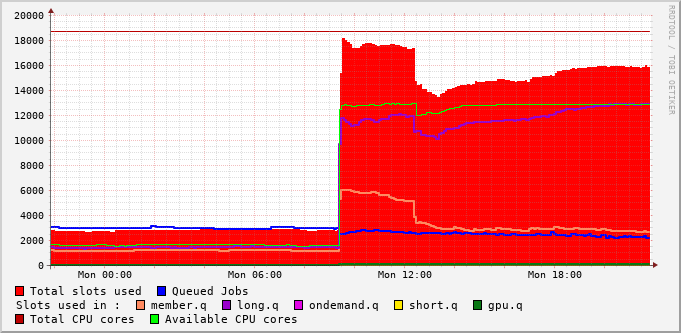 20000
18000
16000
14000
12000
10000
8000
6000
4000
2000
0
Mon 00:00 Mon 06:00 Mon 12:00 Mon 18:00
RRDTOOL / TOBI OETIKER
Total slots used Queued Jobs
Slots used in : member.q long.q ondemand.q short.q gpu.q
Total CPU cores Available CPU cores